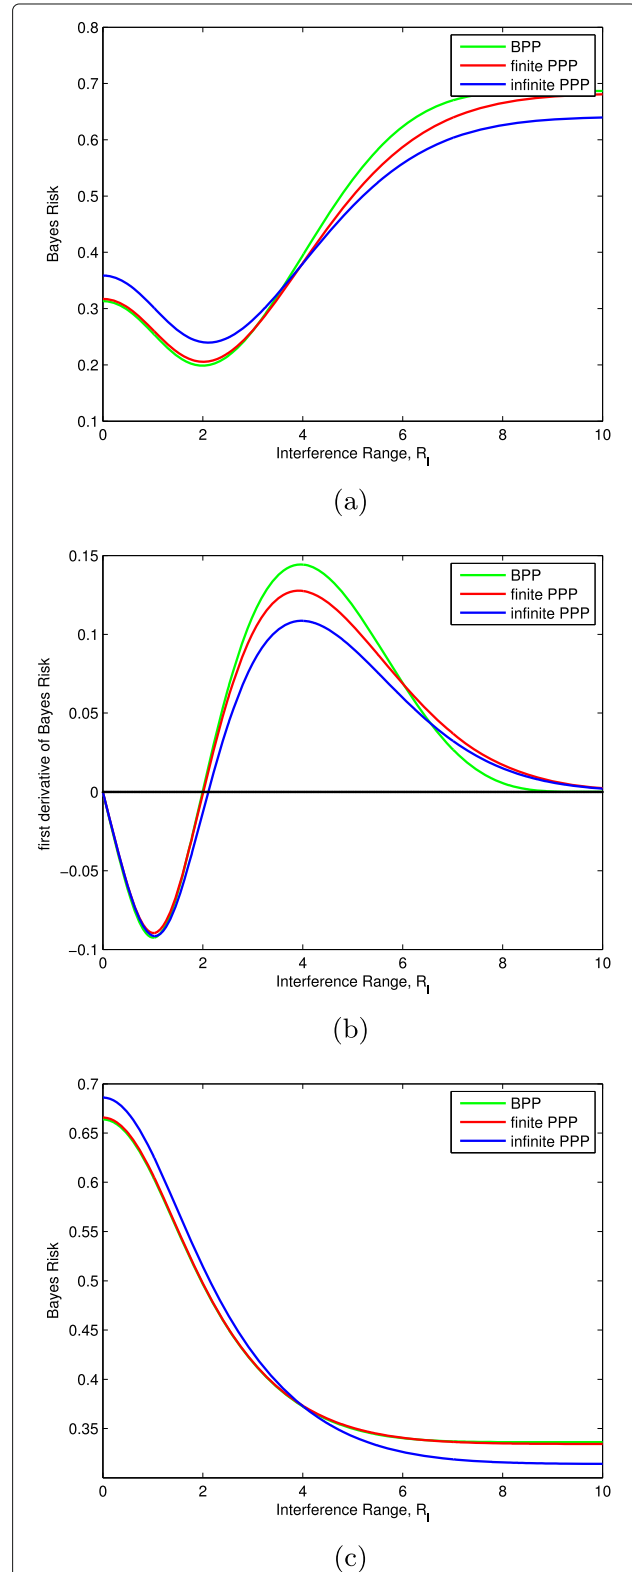 0.8
0.7
0.6
0.5
0.4
0.3
0.2
0.1
Bayes Risk
BPP
finite PPP
infinite PPP
0 2 4 6 8 10
Interference Range, R_I
(a)
0.15
0.1
0.05
0
−0.05
−0.1
first derivative of Bayes Risk
BPP
finite PPP
infinite PPP
0 2 4 6 8 10
Interference Range, R_I
(b)
0.7
0.65
0.6
0.55
0.5
0.45
0.4
0.35
Bayes Risk
BPP
finite PPP
infinite PPP
0 2 4 6 8 10
Interference Range, R_I
(c)